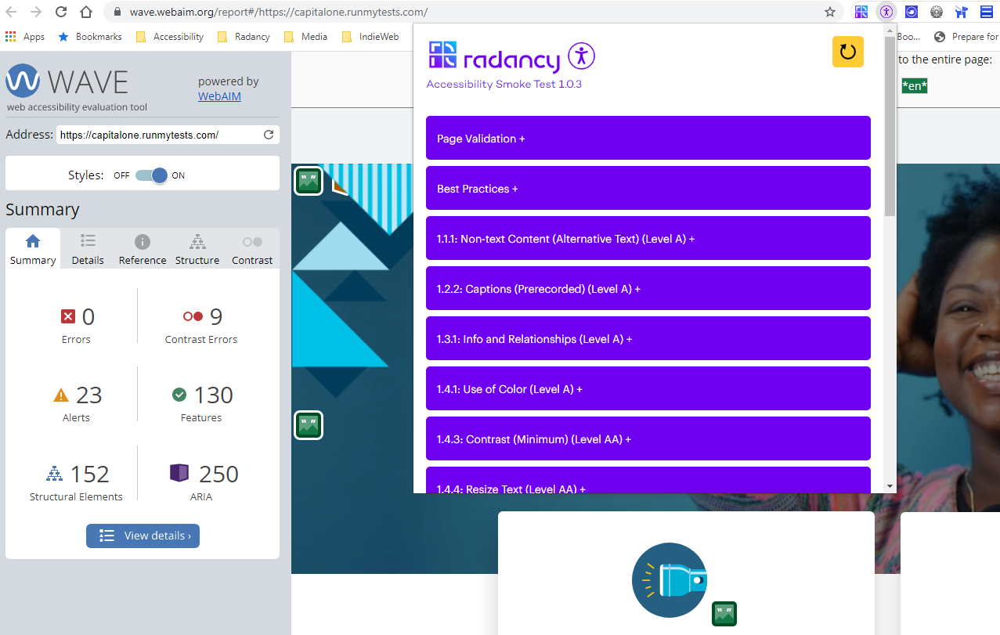 wave.webaim.org/report#/https://capitalone.runmytests.com/
Apps
Bookmarks
Accessibility
Radancy
Media
IndieWeb
Boo...
Prepare for
WAVE
web accessibility evaluation tool
powered by
WebAIM
Address: https://capitalone.runmytests.com/
Styles: OFF ON
Summary
Summary
Details
Reference
Structure
Contrast
0
Errors
9
Contrast Errors
23
Alerts
130
Features
152
Structural Elements
250
ARIA
View details ›
radancy
Accessibility Smoke Test 1.0.3
Page Validation +
Best Practices +
1.1.1: Non-text Content (Alternative Text) (Level A) +
1.2.2: Captions (Prerecorded) (Level A) +
1.3.1: Info and Relationships (Level A) +
1.4.1: Use of Color (Level A) +
1.4.3: Contrast (Minimum) (Level AA) +
1.4.4: Resize Text (Level AA) +
to the entire page:
*en*